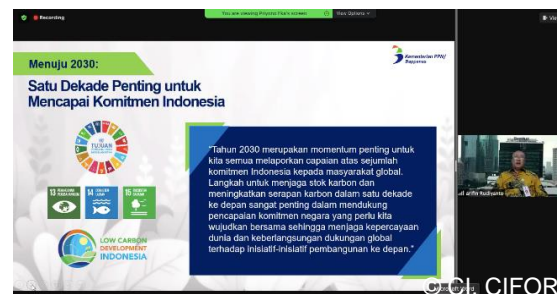 Recording
You are viewing Priyanto Rohmattullah's screen
View Options
Menuju 2030:
Kementerian PPN/
Bappenas
Satu Dekade Penting untuk
Mencapai Komitmen Indonesia
TUJUAN
13
14
15
"Tahun 2030 merupakan momentum penting untuk
kita semua melaporkan capaian atas sejumlah
komitmen Indonesia kepada masyarakat global.
Langkah untuk menjaga stok karbon dan
meningkatkan serapan karbon dalam satu dekade
ke depan sangat penting dalam mendukung
pencapaian komitmen negara yang perlu kita
wujudkan bersama sehingga menjaga kepercayaan
dunia dan keberlangsungan dukungan global
terhadap inisiatif-inisiatif pembangunan ke depan."
LOW CARBON
DEVELOPMENT
INDONESIA
Arifin Rudiyanto
CIFOR